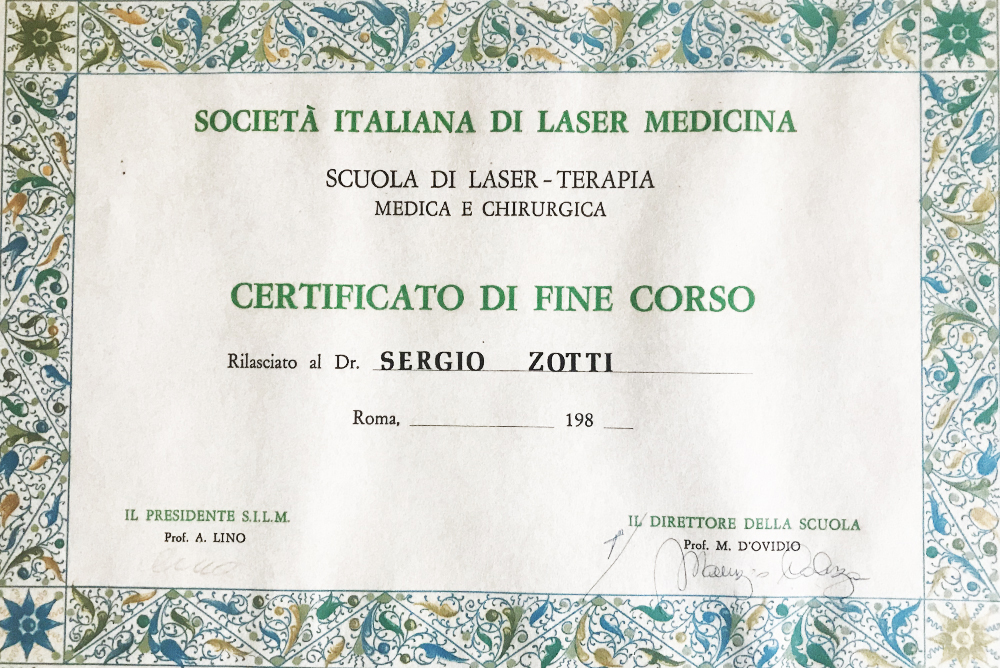 SOCIETÀ ITALIANA DI LASER MEDICINA
SCUOLA DI LASER-TERAPIA
MEDICA E CHIRURGICA
CERTIFICATO DI FINE CORSO
Rilasciato al Dr. SERGIO ZOTTI
Roma, 198
IL PRESIDENTE S.I.L.M.
Prof. A. LINO
IL DIRETTORE DELLA SCUOLA
Prof. M. D'OVIDIO